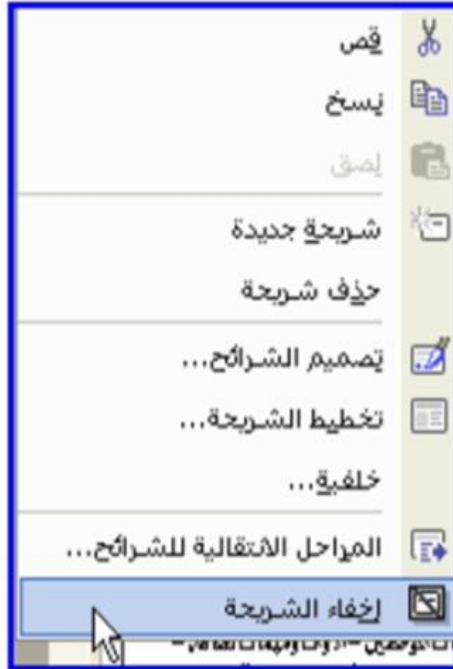 قص
نسخ
لصق
شريحة جديدة
حذف شريحة
تصميم الشرائح...
تخطيط الشريحة...
خلفية...
المراحل الانتقالية للشرائح...
إخفاء الشريحة